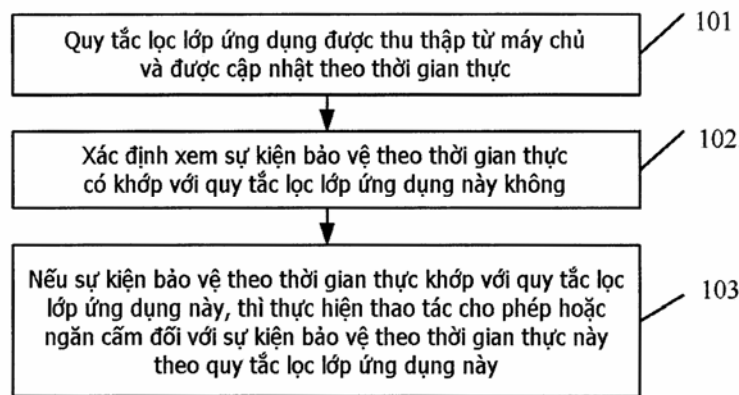 101
Quy tắc lọc lớp ứng dụng được thu thập từ máy chủ
và được cập nhật theo thời gian thực
102
Xác định xem sự kiện bảo vệ theo thời gian thực
có khớp với quy tắc lọc lớp ứng dụng này không
103
Nếu sự kiện bảo vệ theo thời gian thực khớp với quy tắc lọc
lớp ứng dụng này, thì thực hiện thao tác cho phép hoặc
ngăn cấm đối với sự kiện bảo vệ theo thời gian thực này
theo quy tắc lọc lớp ứng dụng này